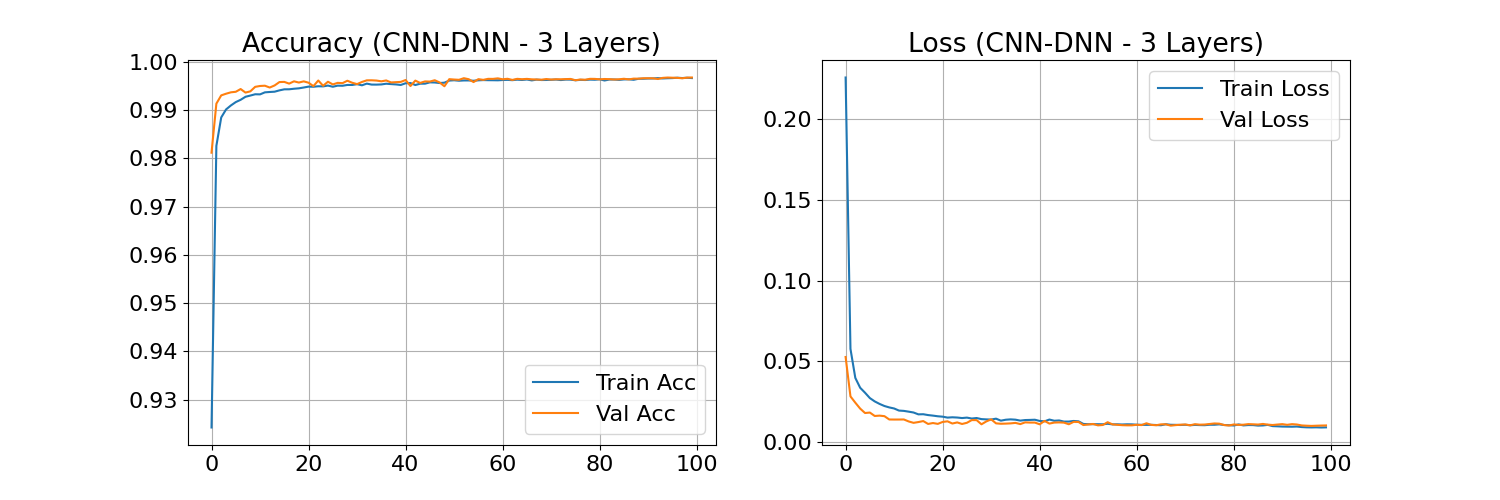 Accuracy (CNN-DNN - 3 Layers)
1.00
0.99
0.98
0.97
0.96
0.95
0.94
0.93
0 20 40 60 80 100
Train Acc
Val Acc
Loss (CNN-DNN - 3 Layers)
0.20
0.15
0.10
0.05
0.00
0 20 40 60 80 100
Train Loss
Val Loss